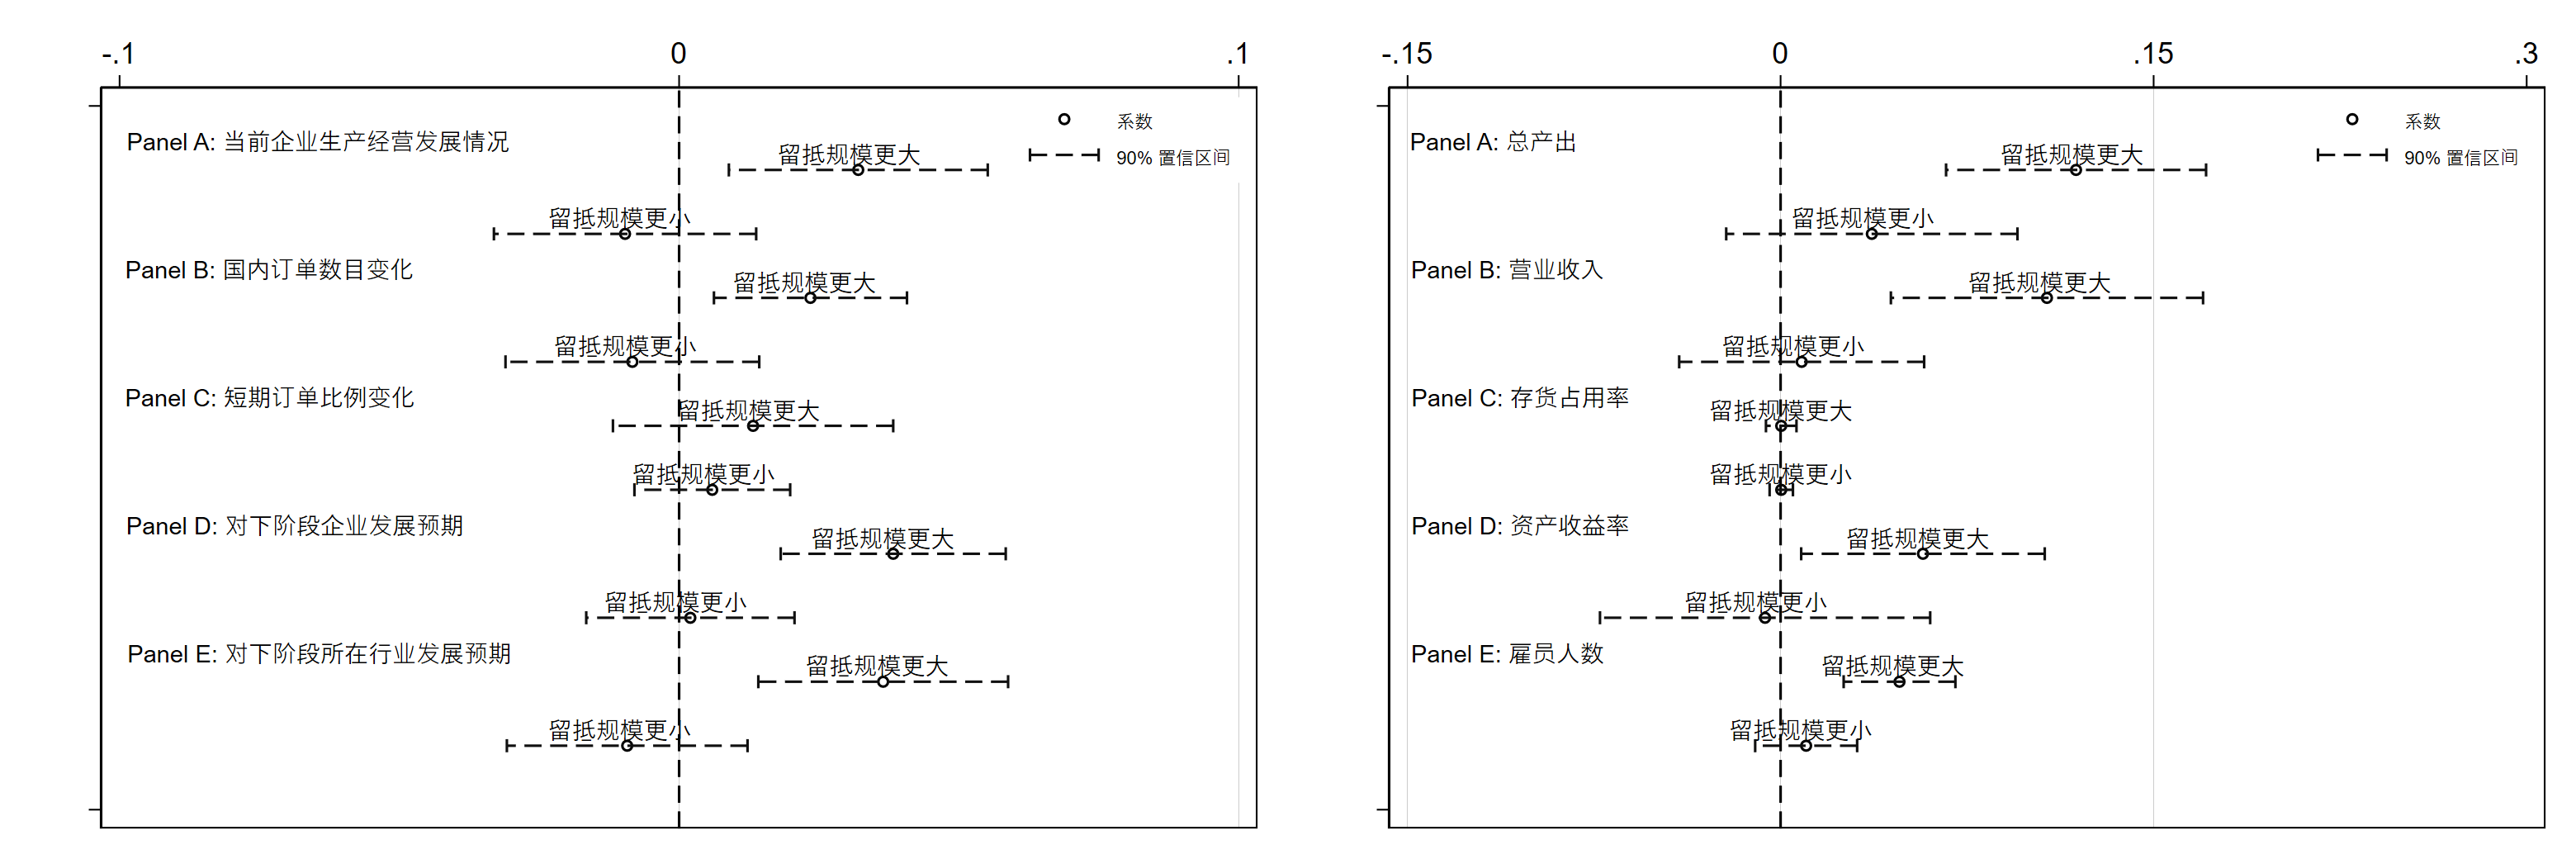 -.1 0 .1
系数
90% 置信区间
Panel A: 当前企业生产经营发展情况
留抵规模更大
留抵规模更小
Panel B: 国内订单数目变化
留抵规模更大
留抵规模更小
Panel C: 短期订单比例变化
留抵规模更大
留抵规模更小
Panel D: 对下阶段企业发展预期
留抵规模更大
留抵规模更小
Panel E: 对下阶段所在行业发展预期
留抵规模更大
留抵规模更小
-.15 0 .15 .3
系数
90% 置信区间
Panel A: 总产出
留抵规模更大
留抵规模更小
Panel B: 营业收入
留抵规模更大
留抵规模更小
Panel C: 存货占用率
留抵规模更大
留抵规模更小
Panel D: 资产收益率
留抵规模更大
留抵规模更小
Panel E: 雇员人数
留抵规模更大
留抵规模更小